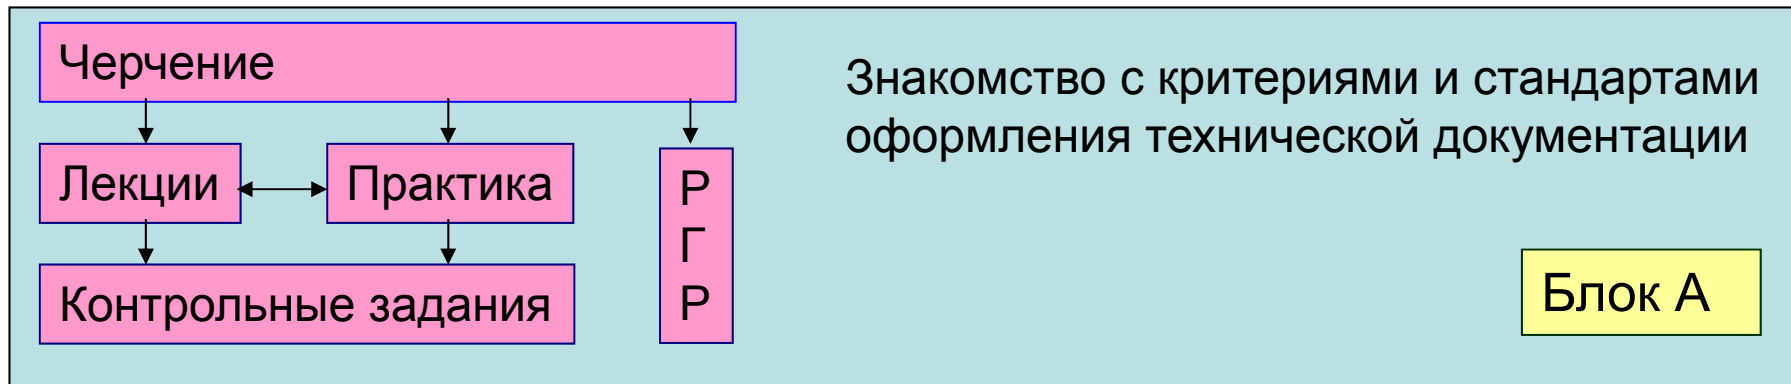 Черчение
Знакомство с критериями и стандартами
оформления технической документации
Лекции
Практика
Р
Г
Р
Контрольные задания
Блок А